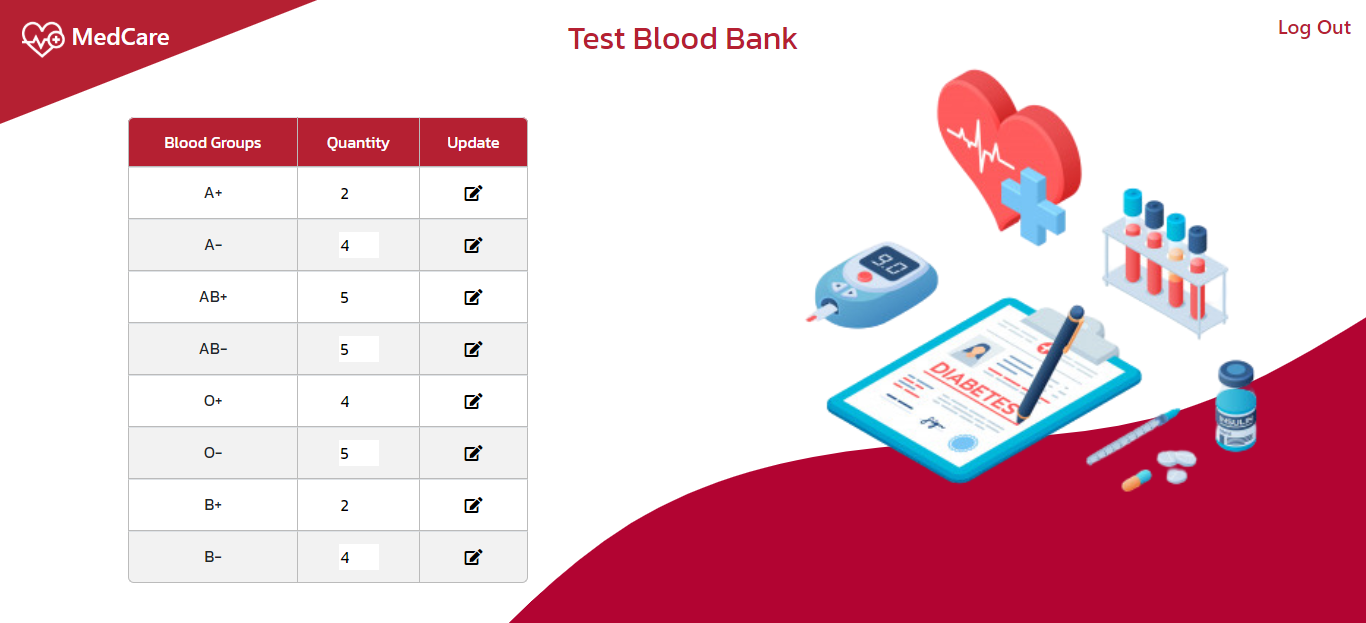 MedCare
Test Blood Bank
Log Out
Blood Groups Quantity Update
A+ 2
A- 4
AB+ 5
AB- 5
O+ 4
O- 5
B+ 2
B- 4
9.0
DIABETES
INSULIN